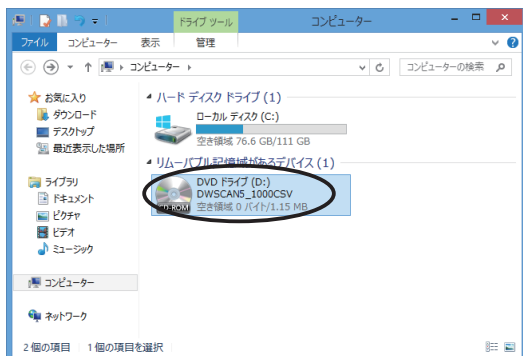 ドライブ ツール
コンピューター
ファイル
コンピューター
表示
管理
コンピューター
コンピューターの検索
お気に入り
ダウンロード
デスクトップ
最近表示した場所
ライブラリ
ドキュメント
ピクチャ
ビデオ
ミュージック
コンピューター
ネットワーク
ハード ディスク ドライブ (1)
ローカル ディスク (C:)
空き領域 76.6 GB/111 GB
リムーバブル記憶域があるデバイス (1)
DVD ドライブ (D:)
DWSCAN5_1000CSV
CD-ROM
空き領域 0 バイト/1.15 MB
2 個の項目
1 個の項目を選択